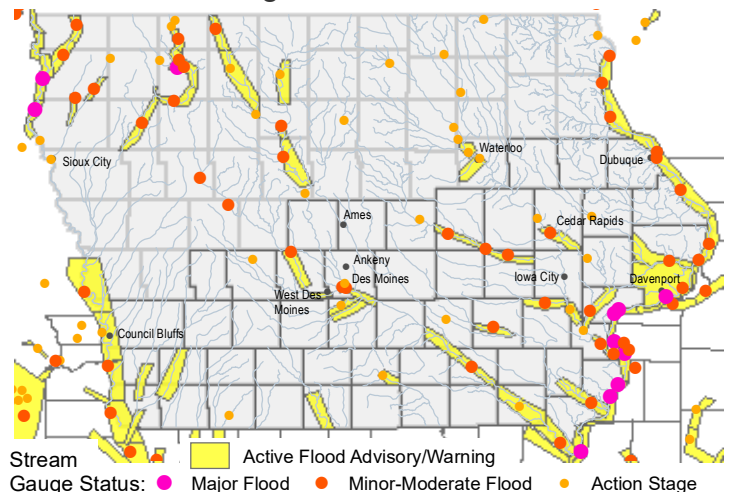 Waterloo
Dubuque
Sioux City
Ames
Cedar Rapids
Ankeny
Des Moines
Iowa City
Davenport
West Des
Moines
Council Bluffs
Stream
Gauge Status:
Active Flood Advisory/Warning
Major Flood
Minor-Moderate Flood
Action Stage